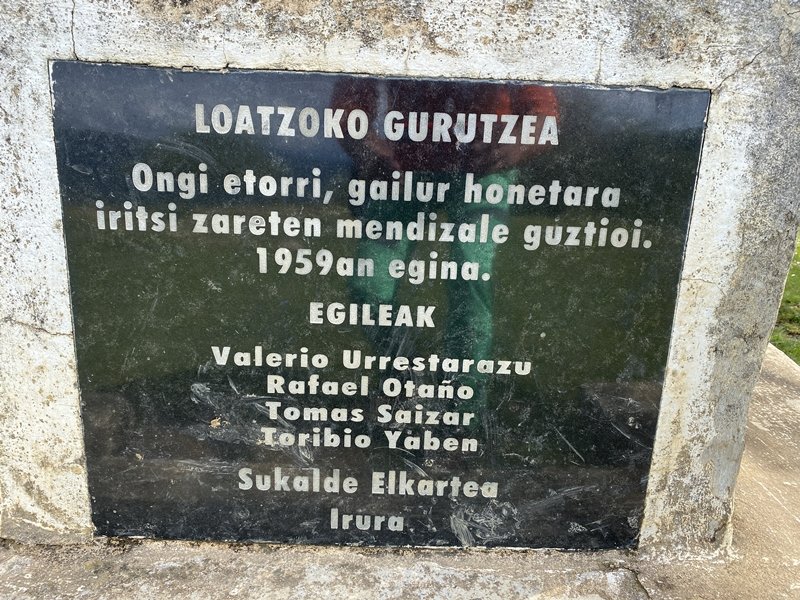 LOATZOKO GURUTZEA
Ongi etorri, gailur honetara
iritsi zareten mendizale guztioi.
1959an egina.
EGILEAK
Valerio Urrestarazu
Rafael Otaño
Tomas Saizar
Toribio Yaben
Sukalde Elkartea
Irura